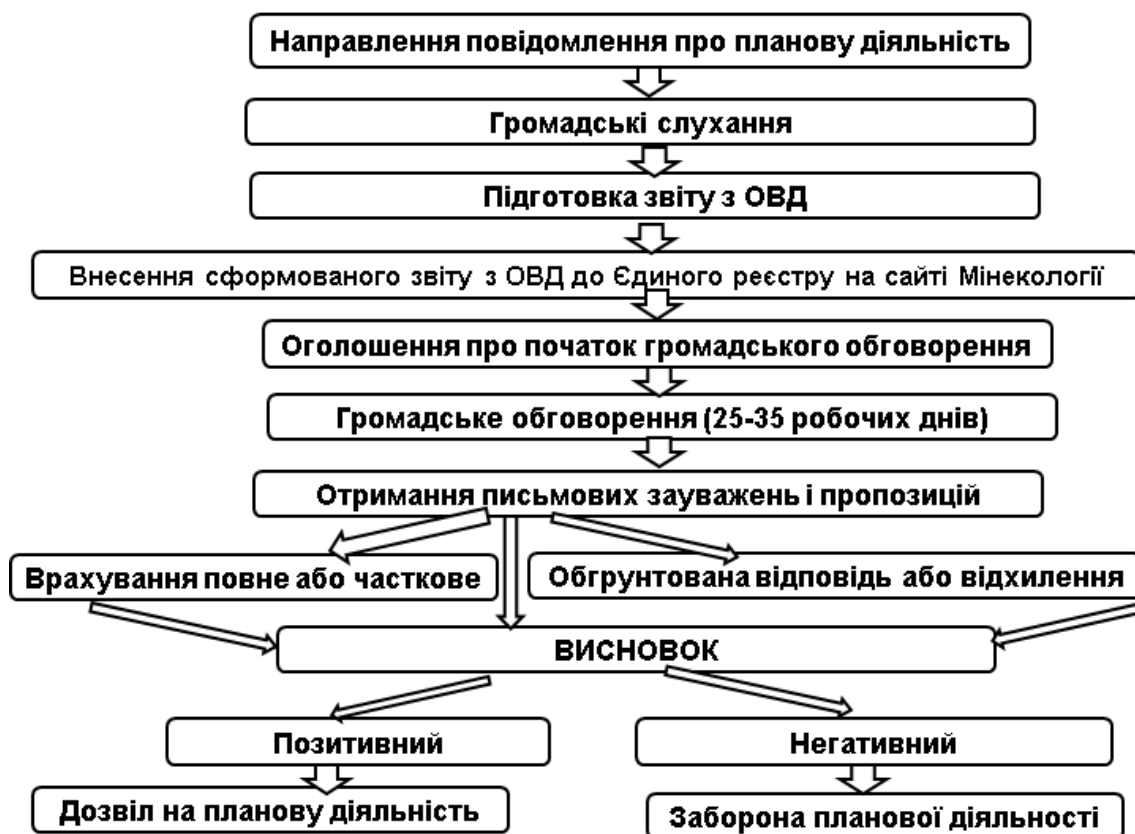 Направлення повідомлення про планову діяльність
Громадські слухання
Підготовка звіту з ОВД
Внесення сформованого звіту з ОВД до Єдиного реєстру на сайті Мінекології
Оголошення про початок громадського обговорення
Громадське обговорення (25-35 робочих днів)
Отримання письмових зауважень і пропозицій
Врахування повне або часткове
Обгрунтована відповідь або відхилення
ВИСНОВОК
Позитивний
Негативний
Дозвіл на планову діяльність
Заборона планової діяльності